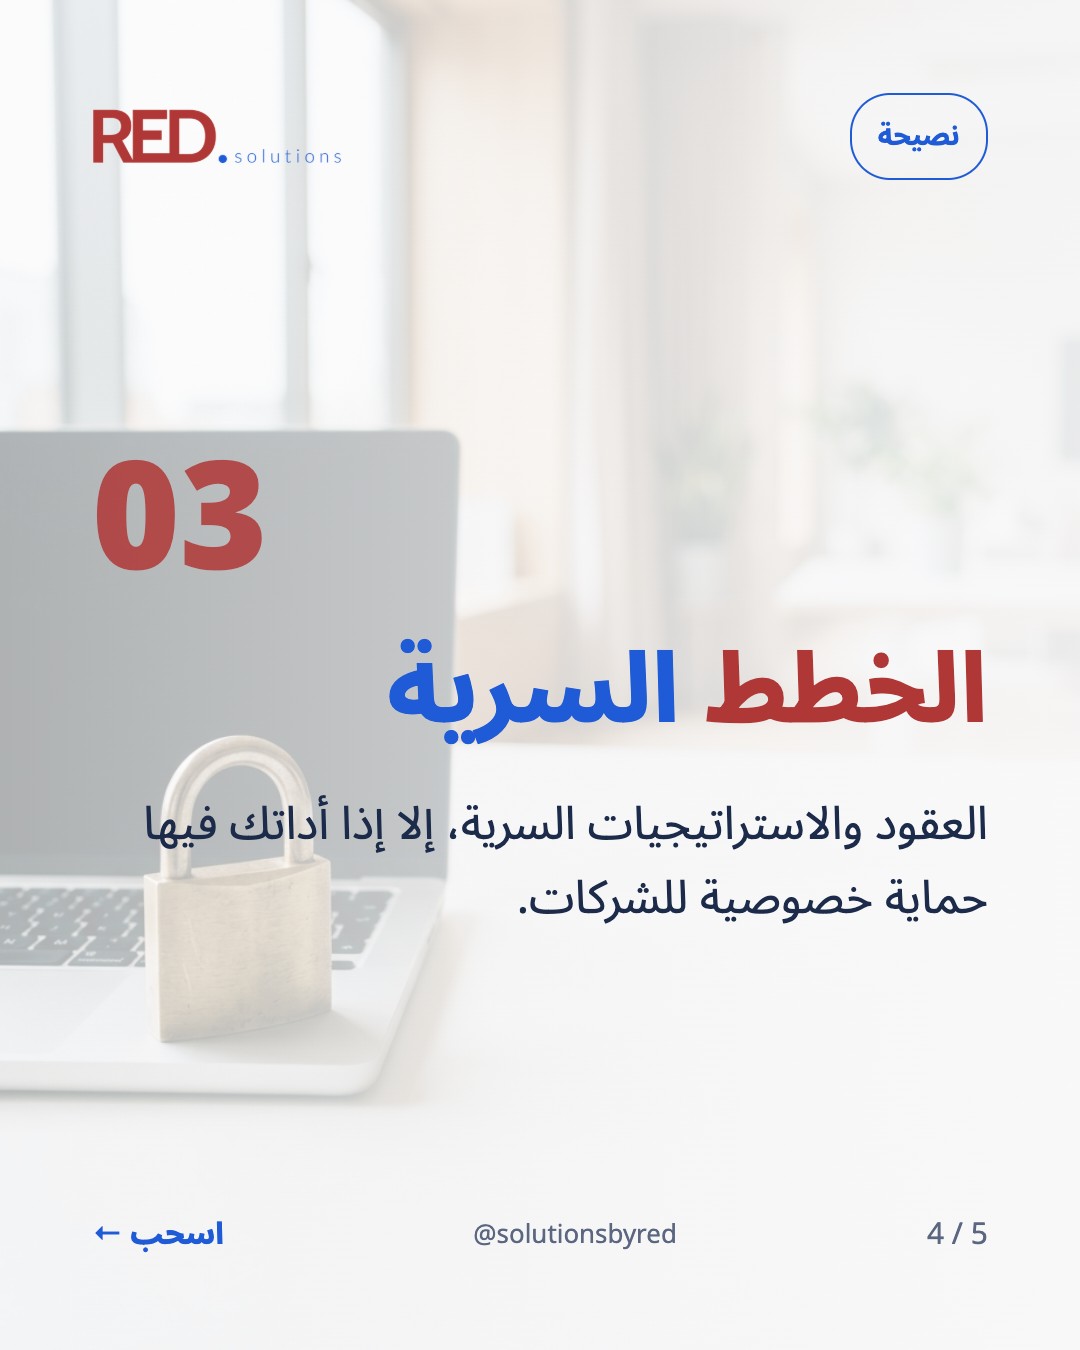 RED.solutions
نصيحة
03
الخطط السرية
العقود والاستراتيجيات السرية، إلا إذا أداتك فيها
حماية خصوصية للشركات.
4 / 5
@solutionsbyred
اسحب ←